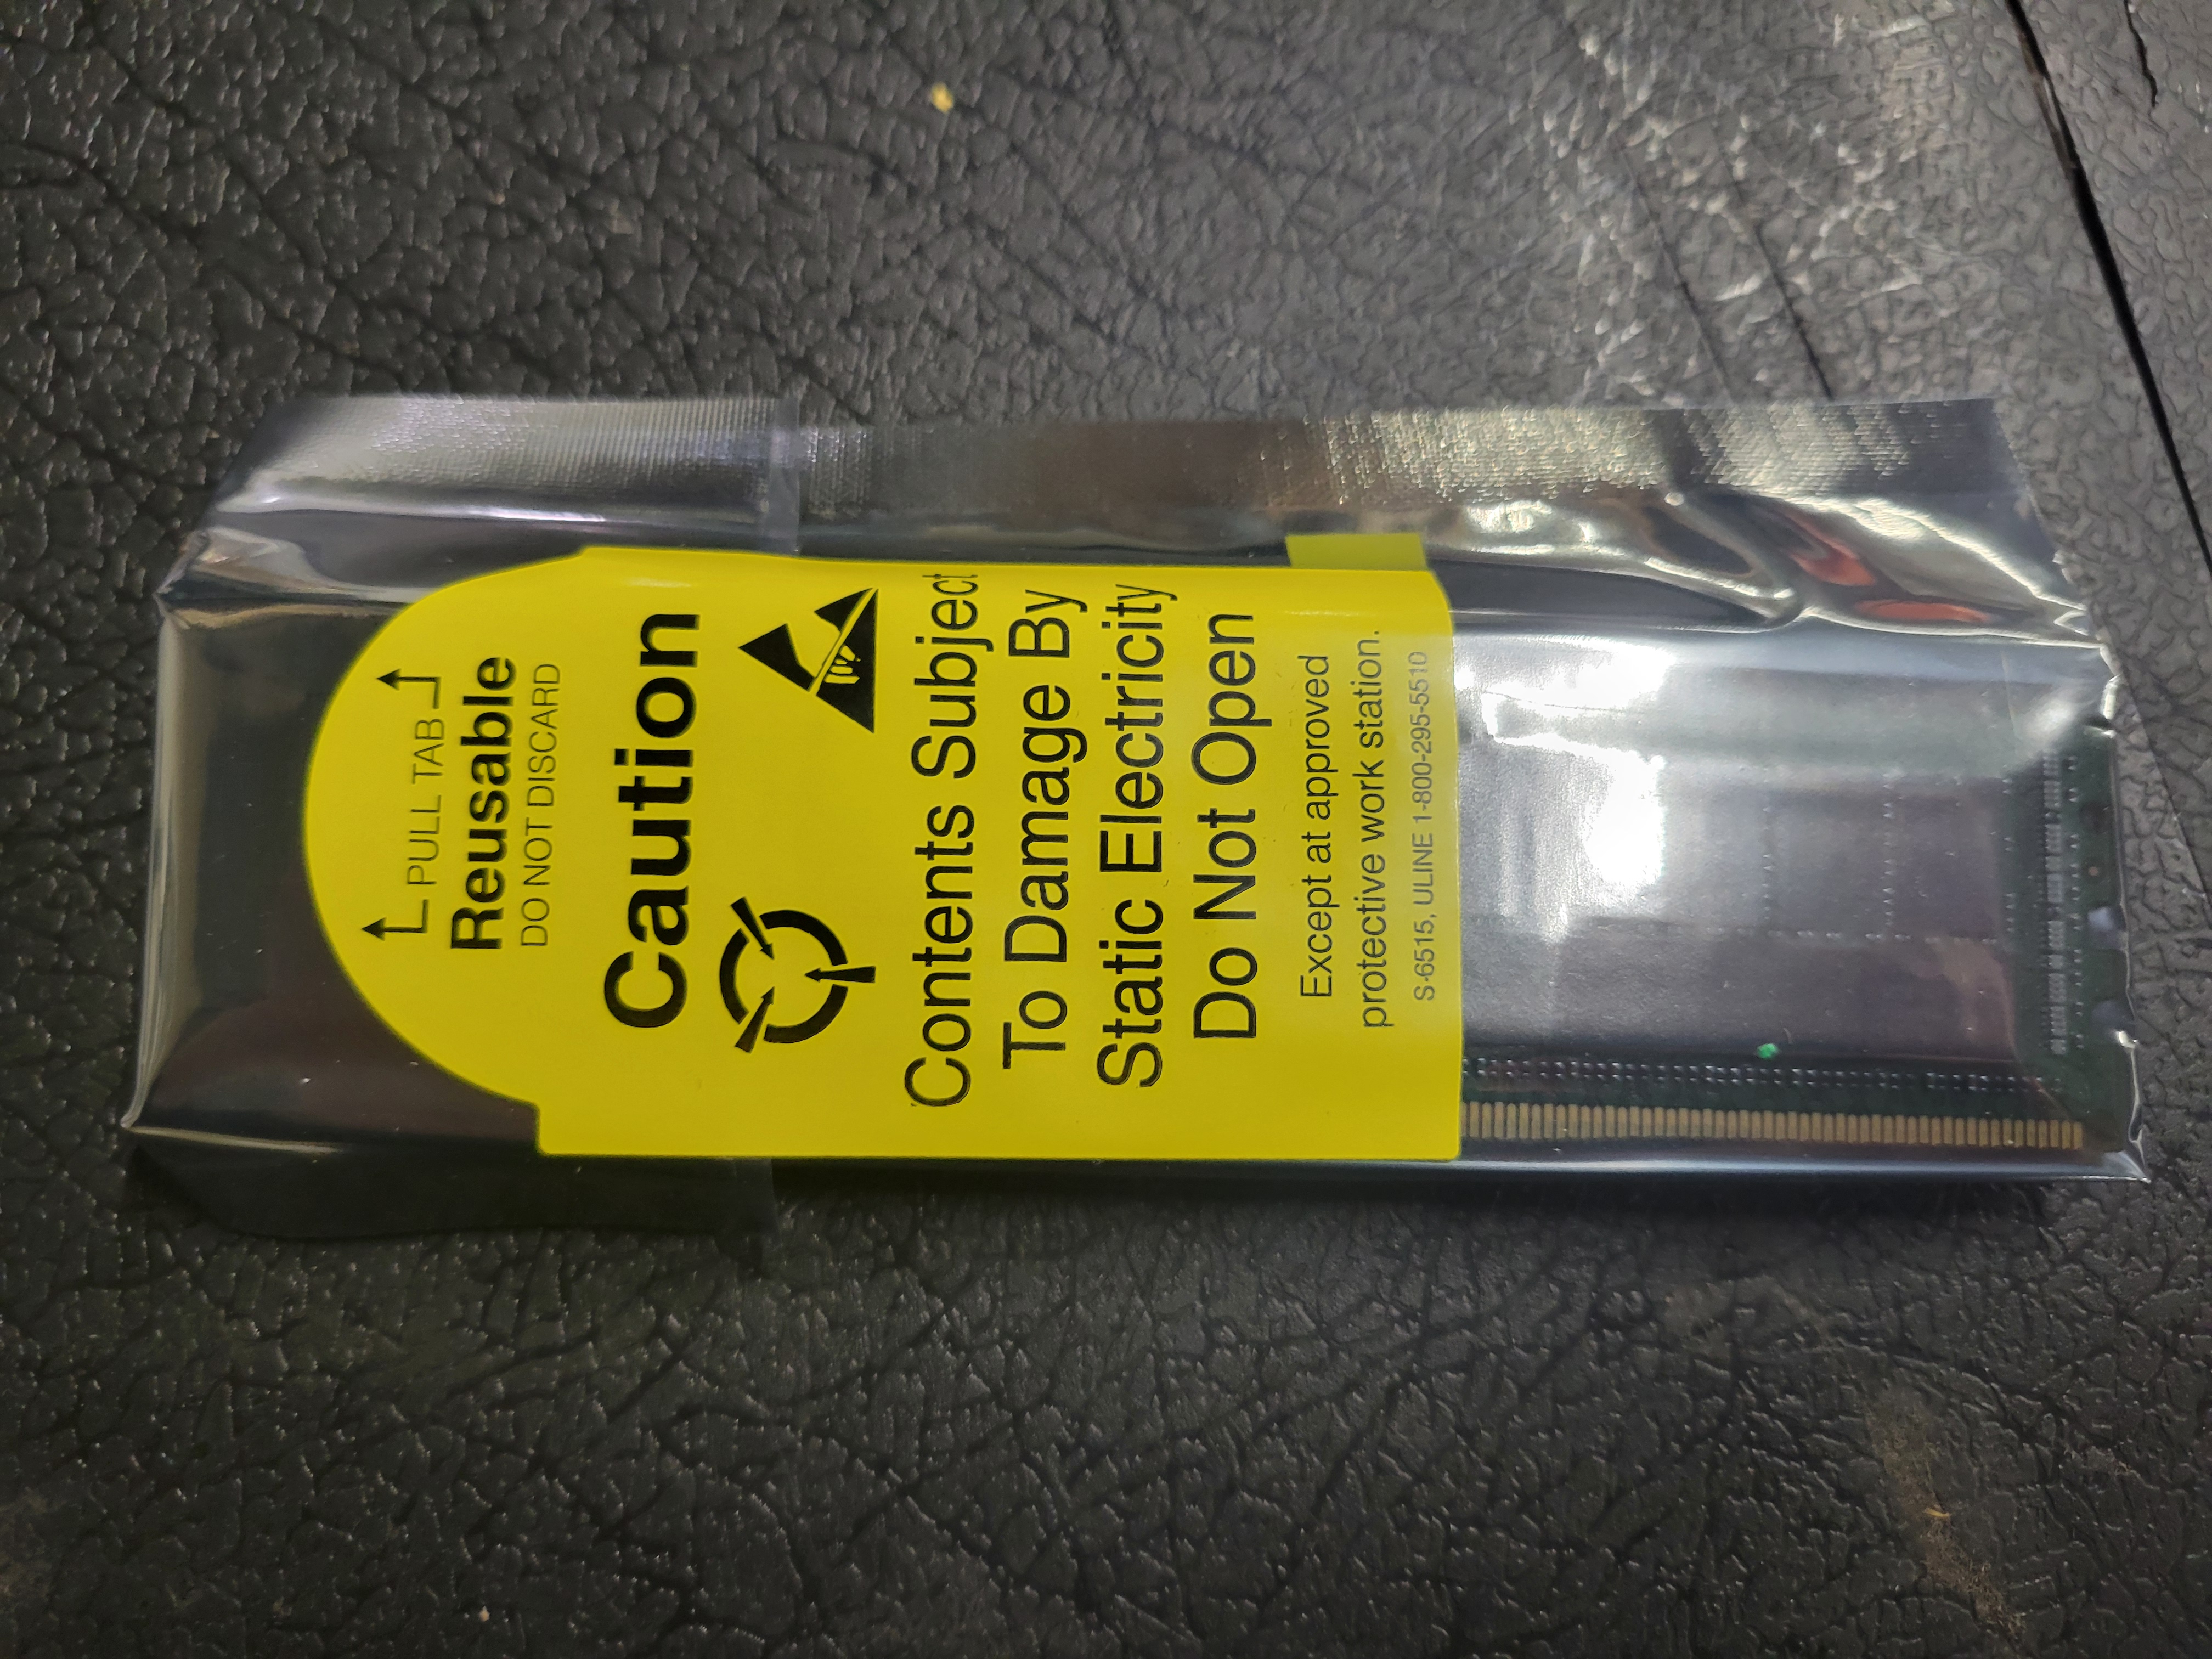 PULL TAB
Reusable
DO NOT DISCARD
Caution
Contents Subject
To Damage By
Static Electricity
Do Not Open
Except at approved
protective work station.
S-6515, ULINE 1-800-295-5510